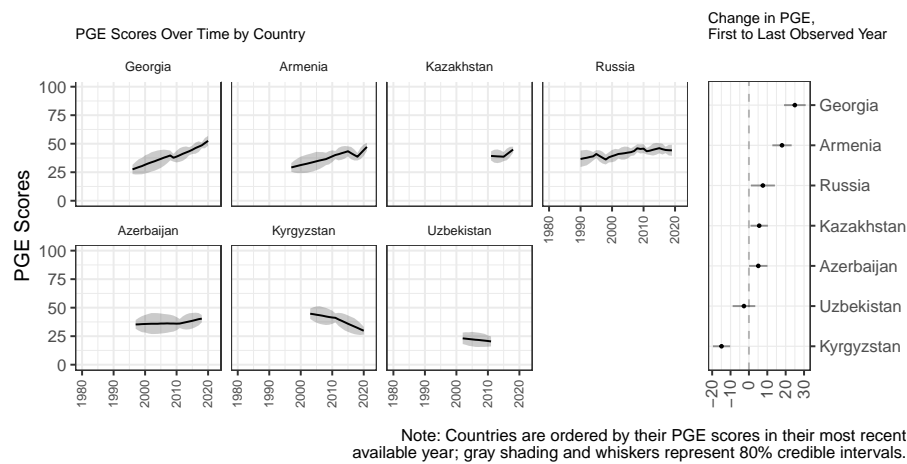 Change in PGE,
First to Last Observed Year
PGE Scores Over Time by Country
Georgia
Armenia
Kazakhstan
Russia
100
75
50
25
0
1980
1990
2000
2010
2020
Azerbaijan
Kyrgyzstan
Uzbekistan
100
75
50
25
0
1980
1990
2000
2010
2020
1980
1990
2000
2010
2020
1980
1990
2000
2010
2020
PGE Scores
Georgia
Armenia
Russia
Kazakhstan
Azerbaijan
Uzbekistan
Kyrgyzstan
−20
−10
0
10
20
30
Note: Countries are ordered by their PGE scores in their most recent
available year; gray shading and whiskers represent 80% credible intervals.